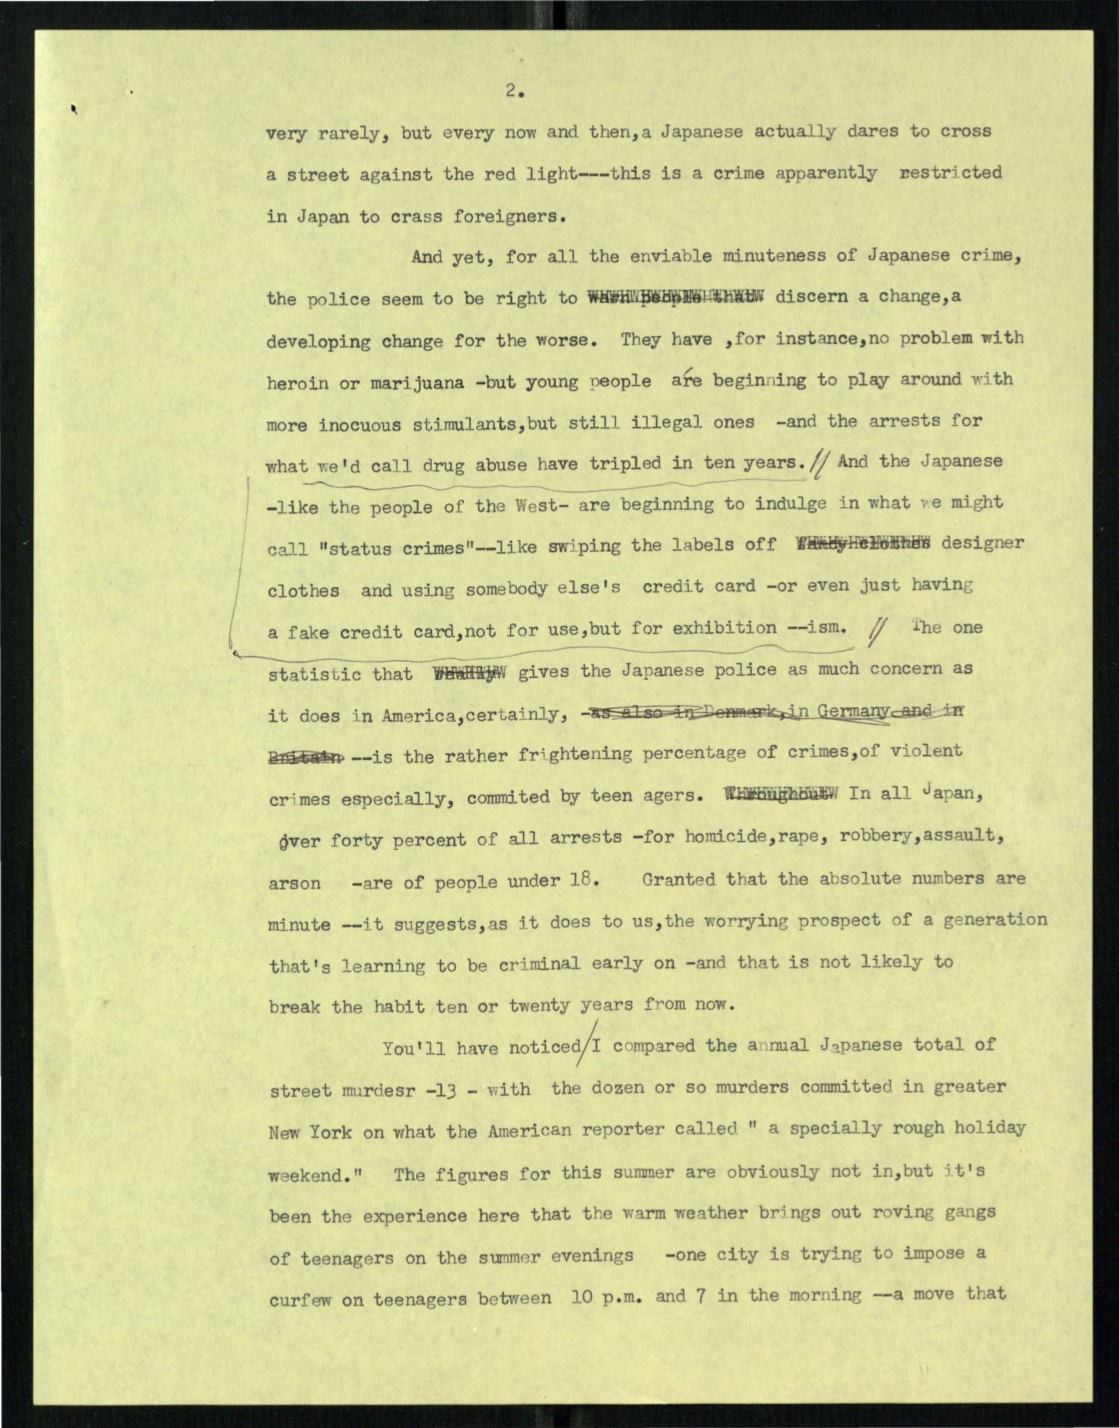 2.
very rarely, but every now and then,a Japanese actually dares to cross
a street against the red light---this is a crime apparently restricted
in Japan to crass foreigners.
And yet, for all the enviable minuteness of Japanese crime,
the police seem to be right to warn people that discern a change,a
developing change for the worse. They have ,for instance,no problem with
heroin or marijuana -but young people are beginning to play around with
more inocuous stimulants,but still illegal ones -and the arrests for
what we'd call drug abuse have tripled in ten years.// And the Japanese
-like the people of the West- are beginning to indulge in what we might
call "status crimes"--like swiping the labels off fancy clothes designer
clothes and using somebody else's credit card -or even just having
a fake credit card,not for use,but for exhibition --ism. // The one
statistic that gives the Japanese police as much concern as
it does in America,certainly, -as also in Denmark,in Germany and in
Britain --is the rather frightening percentage of crimes,of violent
crimes especially, commited by teen agers. Throughout In all Japan,
over forty percent of all arrests -for homicide,rape, robbery,assault,
arson -are of people under 18. Granted that the absolute numbers are
minute --it suggests,as it does to us,the worrying prospect of a generation
that's learning to be criminal early on -and that is not likely to
break the habit ten or twenty years from now.
You'll have noticed/I compared the annual Japanese total of
street murdesr -13 - with the dozen or so murders committed in greater
New York on what the American reporter called " a specially rough holiday
weekend." The figures for this summer are obviously not in,but it's
been the experience here that the warm weather brings out roving gangs
of teenagers on the summer evenings -one city is trying to impose a
curfew on teenagers between 10 p.m. and 7 in the morning --a move that